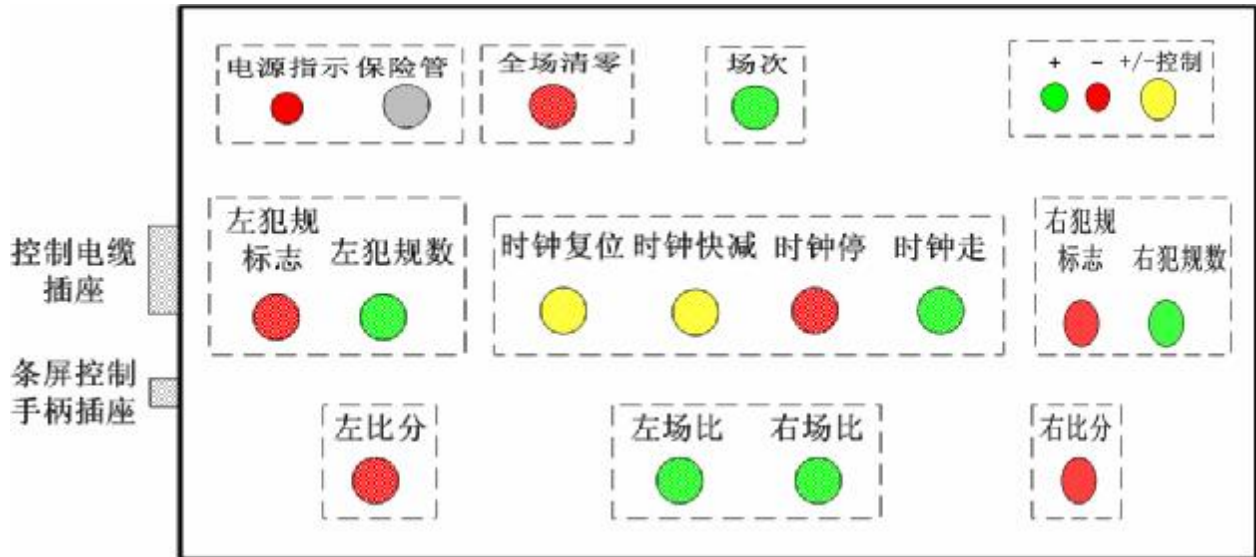 电源指示 保险管
全场清零
场次
+ - +/-控制
控制电缆
插座
条屏控制
手柄插座
左犯规
标志
左犯规数
时钟复位 时钟快减 时钟停 时钟走
右犯规
标志
右犯规数
左比分
左场比 右场比
右比分